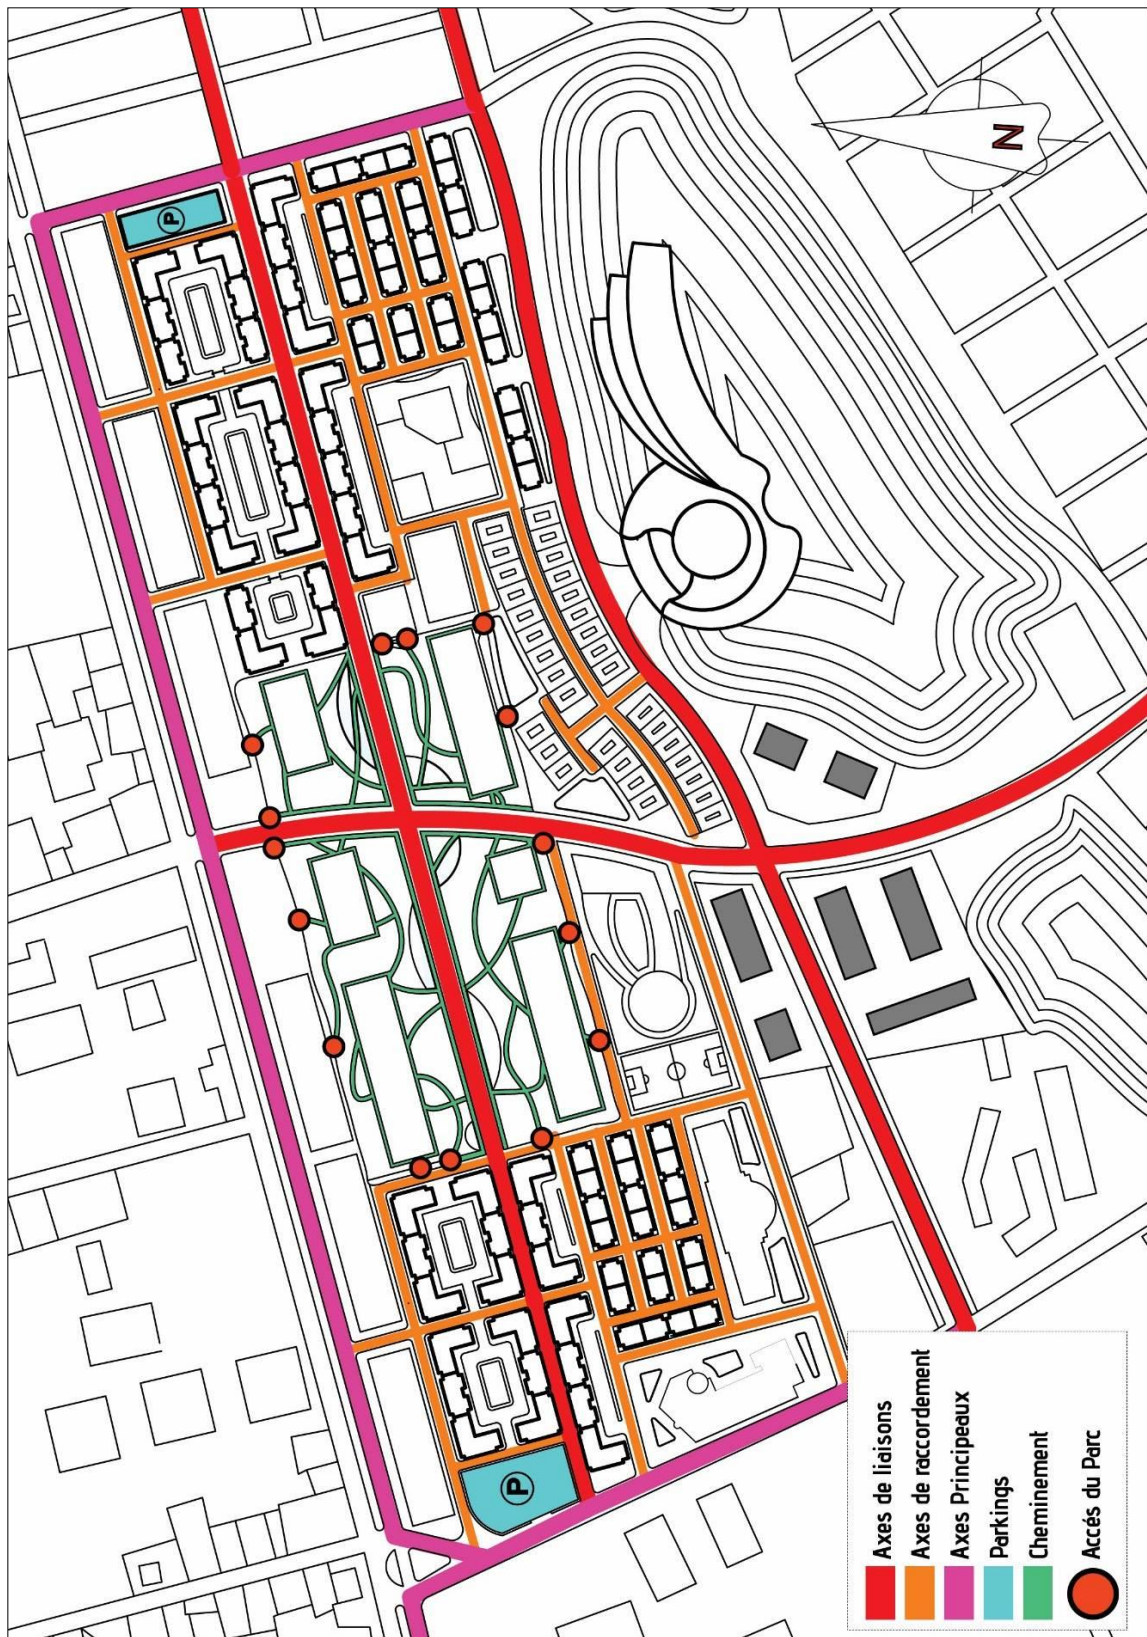 P
N
P
Axes de liaisons
Axes de raccordement
Axes Principeaux
Parkings
Cheminement
Accés du Parc